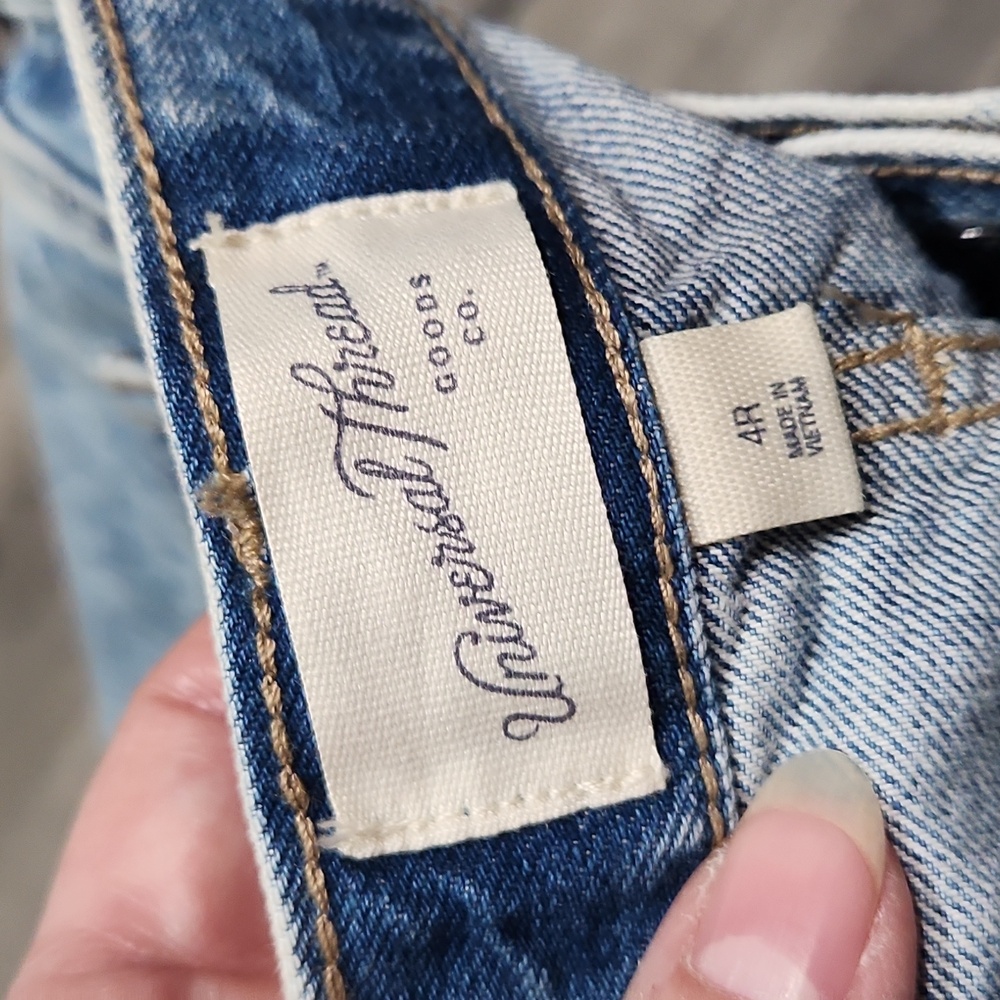 Universal Thread™
GOODS
CO.
4R
MADE IN
VIETNAM